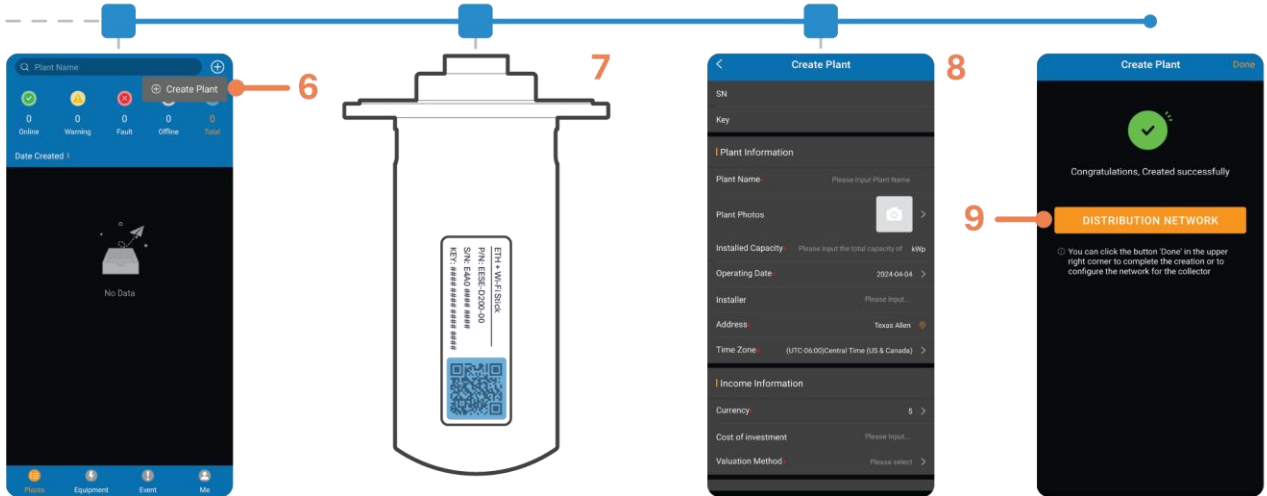 Plant Name
Create Plant
0
0
0
0
0
Online
Warning
Fault
Offline
Total
Date Created
No Data
Plants
Equipment
Event
Me
6
7
ETH + Wi-Fi Stick
P/N: EESE-D200-00
S/N: E4A0 #### ####
KEY: #### #### #### ####
8
Create Plant
SN
Key
Plant Information
Plant Name* Please input Plant Name
Plant Photos
Installed Capacity* Please input the total capacity of kWp
Operating Date* 2024-04-04
Installer Please Input...
Address* Texas Allen
Time Zone* (UTC-06:00)Central Time (US & Canada)
Income Information
Currency* $
Cost of investment Please Input...
Valuation Method* Please select
Create Plant Done
Congratulations, Created successfully
9
DISTRIBUTION NETWORK
You can click the button 'Done' in the upper
right corner to complete the creation or to
configure the network for the collector